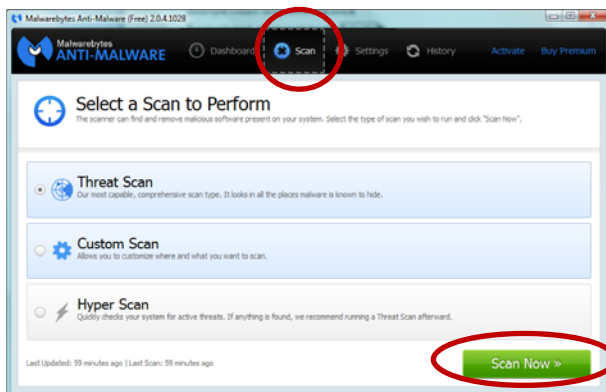 Malwarebytes Anti-Malware (Free) 2.0.4.1028
Malwarebytes
ANTI-MALWARE
Dashboard
Scan
Settings
History
Activate
Buy Premium
Select a Scan to Perform
The scanner can find and remove malicious software present on your system. Select the type of scan you wish to run and click "Scan Now".
Threat Scan
Our most capable, comprehensive scan type. It looks in all the places malware is known to hide.
Custom Scan
Allows you to customize where and what you want to scan.
Hyper Scan
Quickly checks your system for active threats. If anything is found, we recommend running a Threat Scan afterward.
Last Updated: 59 minutes ago | Last Scan: 59 minutes ago
Scan Now »